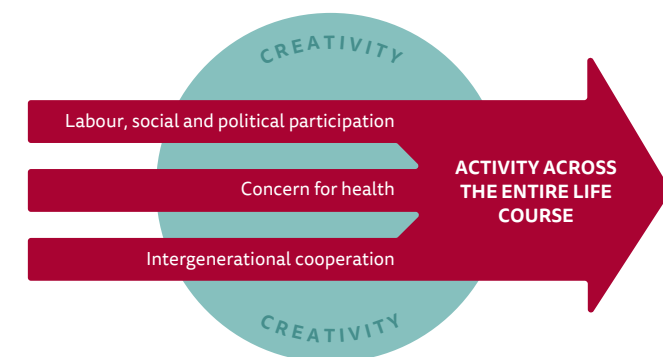 CREATIVITY
Labour, social and political participation
Concern for health
Intergenerational cooperation
ACTIVITY ACROSS
THE ENTIRE LIFE
COURSE
CREATIVITY